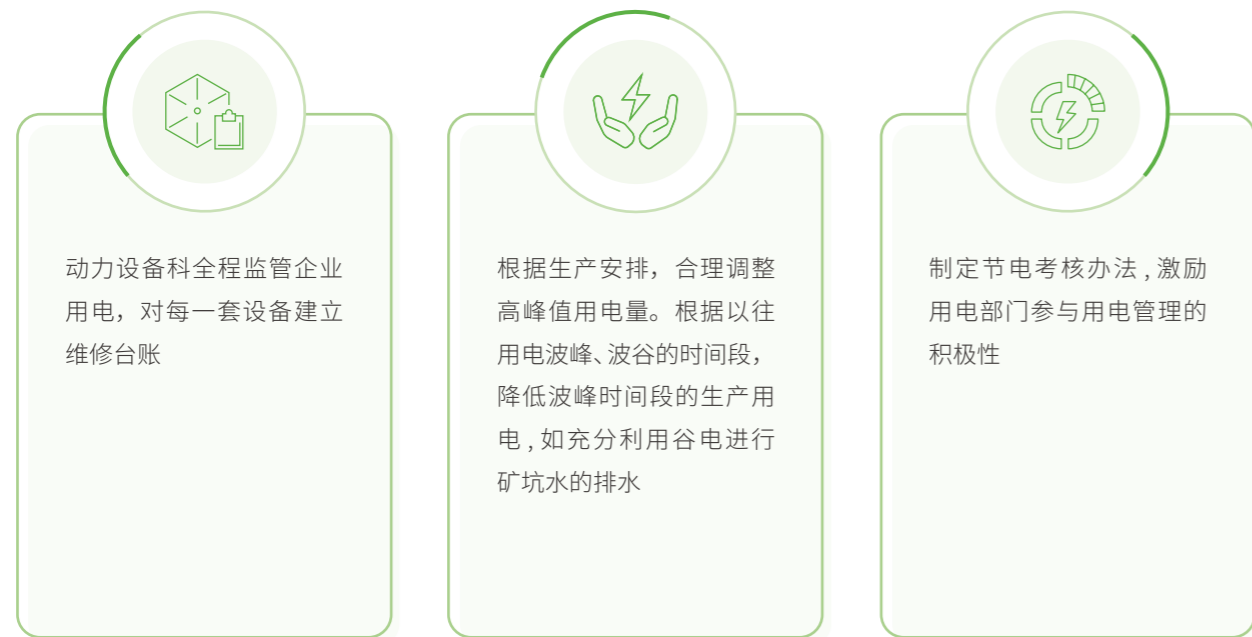 动力设备科全程监管企业
用电，对每一套设备建立
维修台账
根据生产安排，合理调整
高峰值用电量。根据以往
用电波峰、波谷的时间段，
降低波峰时间段的生产用
电,如充分利用谷电进行
矿坑水的排水
制定节电考核办法,激励
用电部门参与用电管理的
积极性